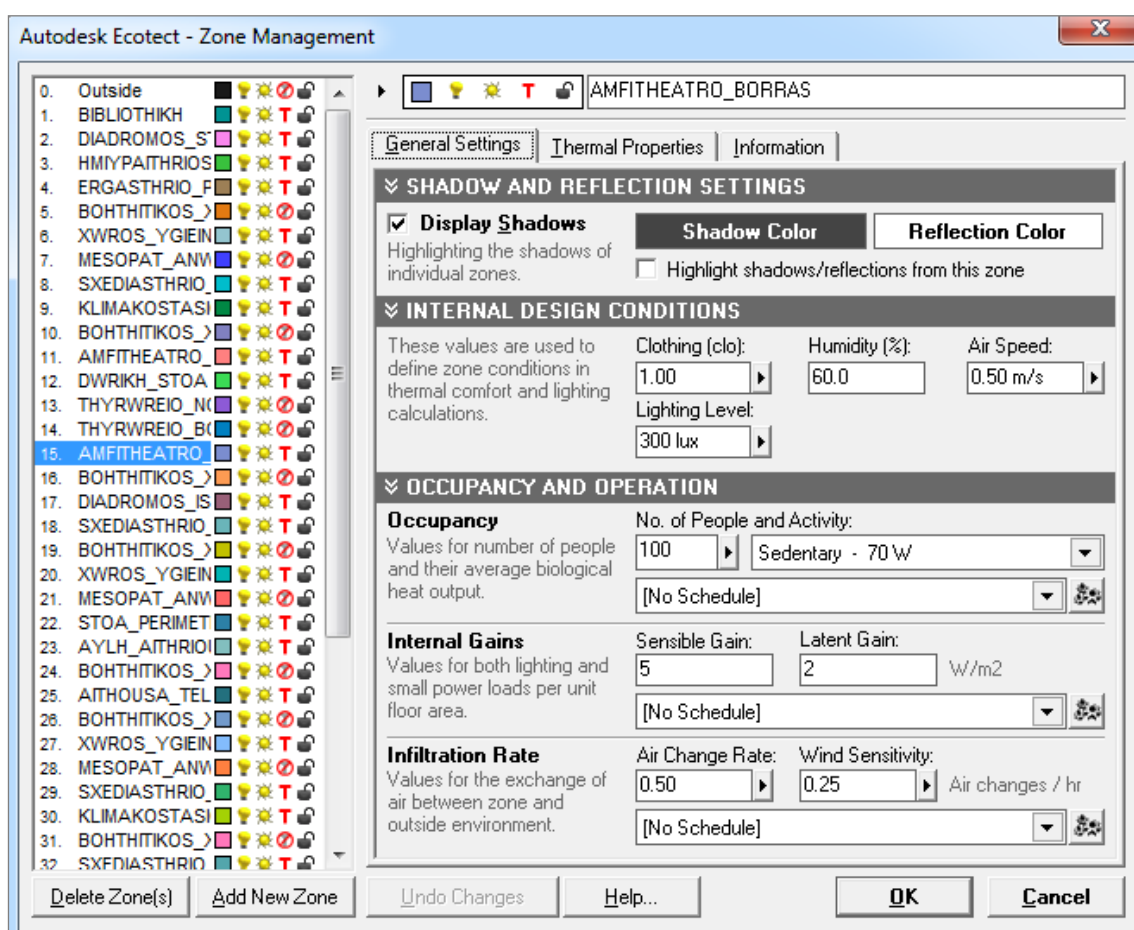 Autodesk Ecotect - Zone Management
0. Outside
1. BIBLIOTHIKH T
2. DIADROMOS_S T
3. HMIYPAITHRIOS T
4. ERGASTHRIO_F T
5. BOHTHITIKOS_X
6. XWROS_YGIEIN T
7. MESOPAT_ANW
8. SXEDIASTHRIO_ T
9. KLIMAKOSTASI T
10. BOHTHITIKOS_X
11. AMFITHEATRO_ T
12. DWRIKH_STOA T
13. THYRWREIO_N(
14. THYRWREIO_B(
15. AMFITHEATRO_ T
16. BOHTHITIKOS_X
17. DIADROMOS_IS T
18. SXEDIASTHRIO_ T
19. BOHTHITIKOS_X
20. XWROS_YGIEIN T
21. MESOPAT_ANW
22. STOA_PERIMET T
23. AYLH_AITHRIOI T
24. BOHTHITIKOS_X
25. AITHOUSA_TEL T
26. BOHTHITIKOS_X
27. XWROS_YGIEIN T
28. MESOPAT_ANW
29. SXEDIASTHRIO_ T
30. KLIMAKOSTASI T
31. BOHTHITIKOS_X
32. SXEDIASTHRIO T
Delete Zone(s) Add New Zone
T AMFITHEATRO_BORRAS
General Settings Thermal Properties Information
SHADOW AND REFLECTION SETTINGS
Display Shadows Shadow Color Reflection Color
Highlighting the shadows of
individual zones. Highlight shadows/reflections from this zone
INTERNAL DESIGN CONDITIONS
These values are used to Clothing (clo): Humidity (%): Air Speed:
define zone conditions in 1.00 60.0 0.50 m/s
thermal comfort and lighting
calculations. Lighting Level:
300 lux
OCCUPANCY AND OPERATION
Occupancy No. of People and Activity:
Values for number of people 100 Sedentary - 70 W
and their average biological
heat output. [No Schedule]
Internal Gains Sensible Gain: Latent Gain:
Values for both lighting and 5 2 W/m2
small power loads per unit
floor area. [No Schedule]
Infiltration Rate Air Change Rate: Wind Sensitivity:
Values for the exchange of 0.50 0.25 Air changes / hr
air between zone and
outside environment. [No Schedule]
Undo Changes Help... OK Cancel